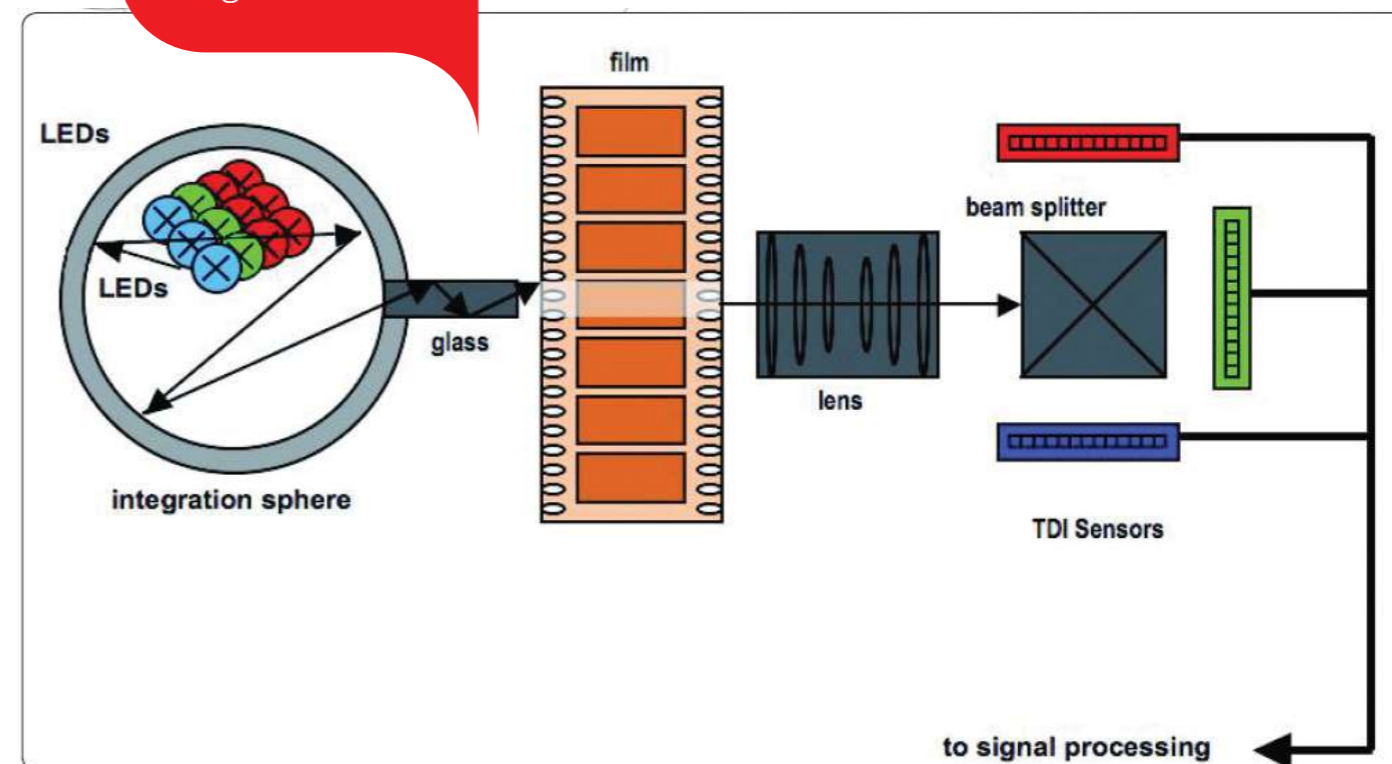 film
LEDs
beam splitter
LEDs
glass
lens
integration sphere
TDI Sensors
to signal processing